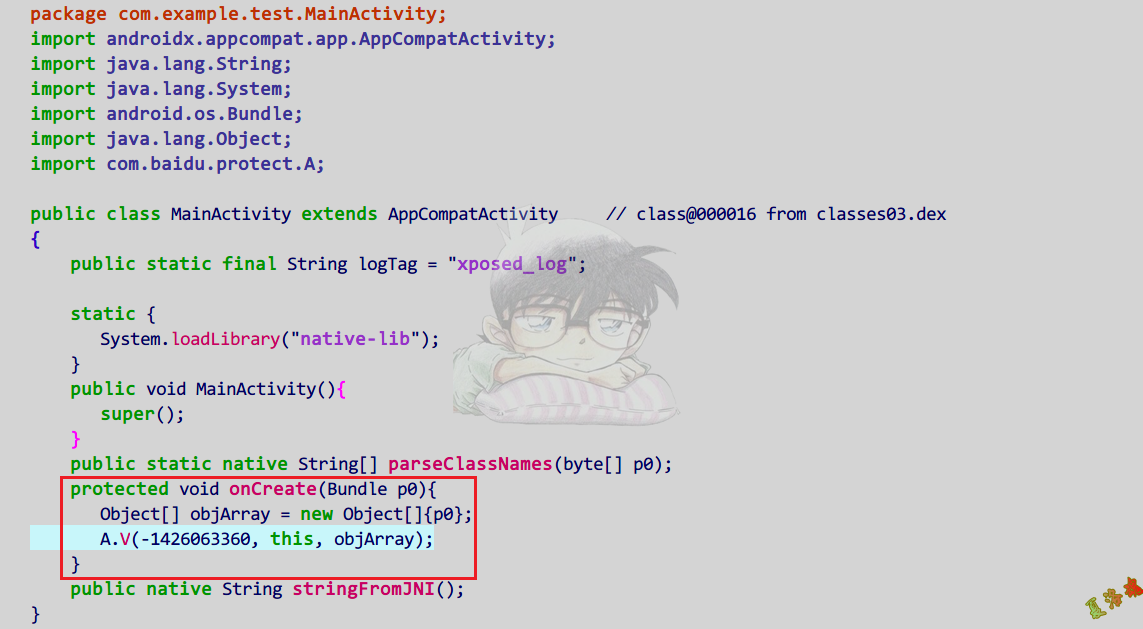 package com.example.test.MainActivity;
import androidx.appcompat.app.AppCompatActivity;
import java.lang.String;
import java.lang.System;
import android.os.Bundle;
import java.lang.Object;
import com.baidu.protect.A;
public class MainActivity extends AppCompatActivity     // class@000016 from classes03.dex
{
    public static final String logTag = "xposed_log";
    static {
       System.loadLibrary("native-lib");
    }
    public void MainActivity(){
       super();
    }
    public static native String[] parseClassNames(byte[] p0);
    protected void onCreate(Bundle p0){
       Object[] objArray = new Object[]{p0};
       A.V(-1426063360, this, objArray);
    }
    public native String stringFromJNI();
}